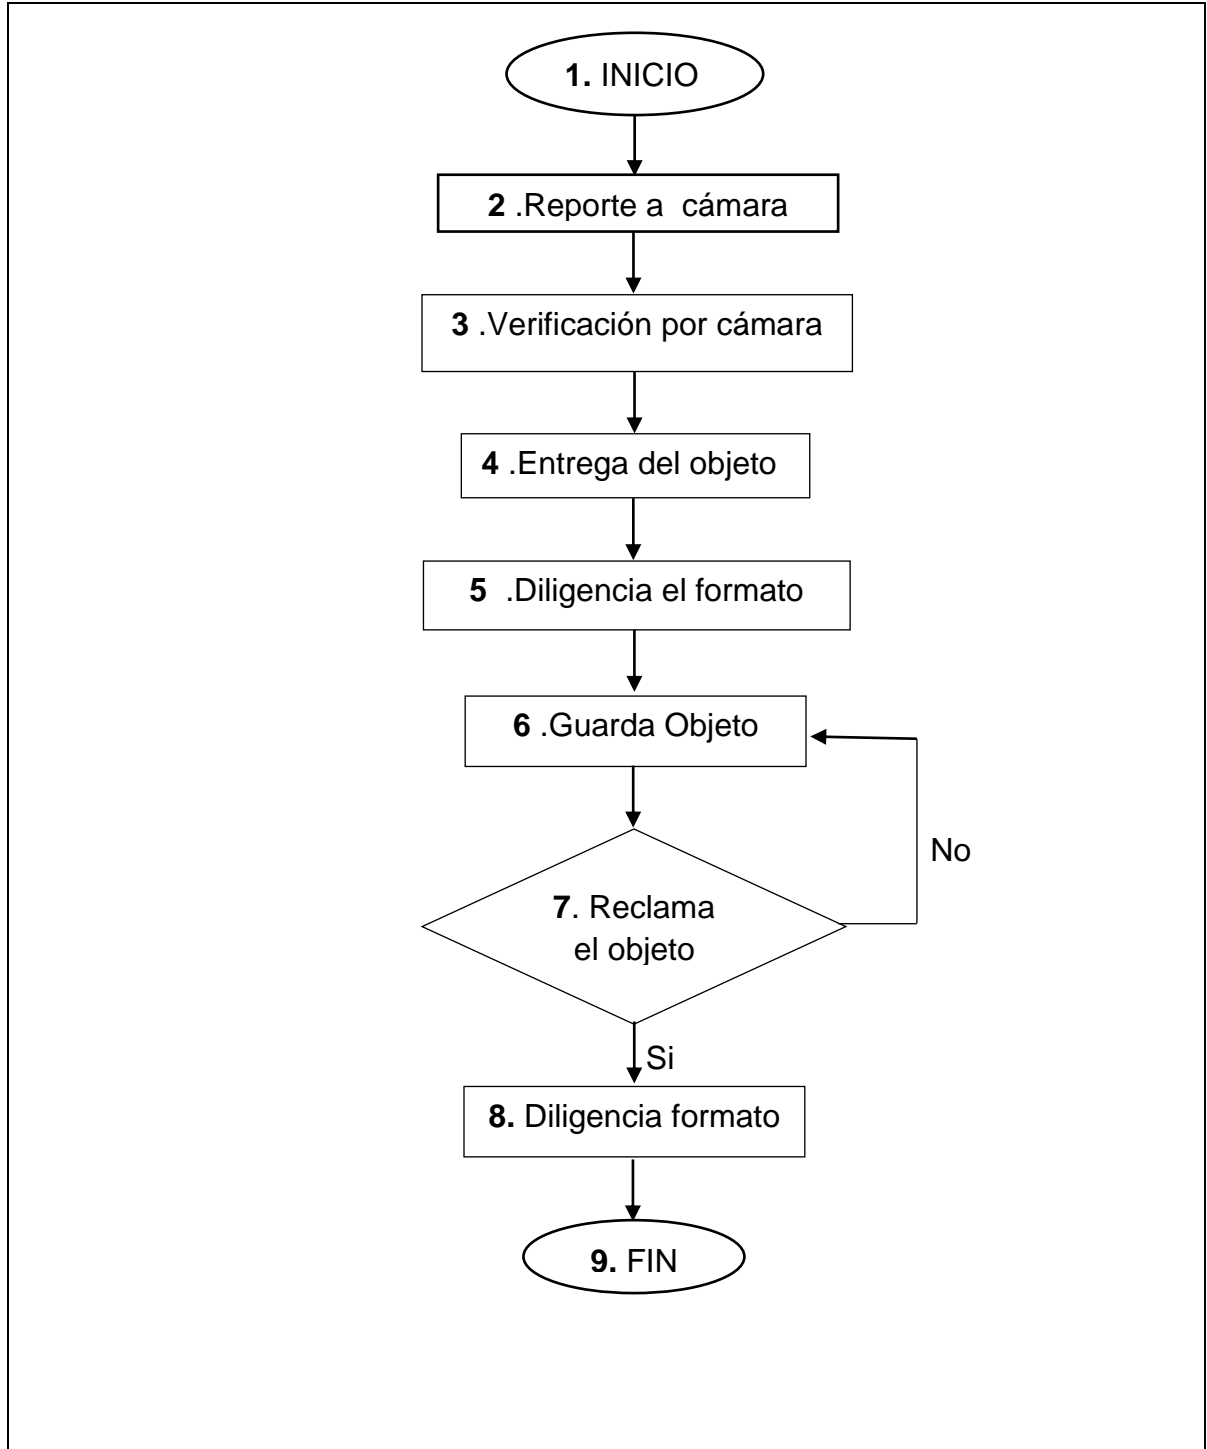 1. INICIO
2 .Reporte a cámara
3 .Verificación por cámara
4 .Entrega del objeto
5 .Diligencia el formato
6 .Guarda Objeto
No
7. Reclama
el objeto
Si
8. Diligencia formato
9. FIN